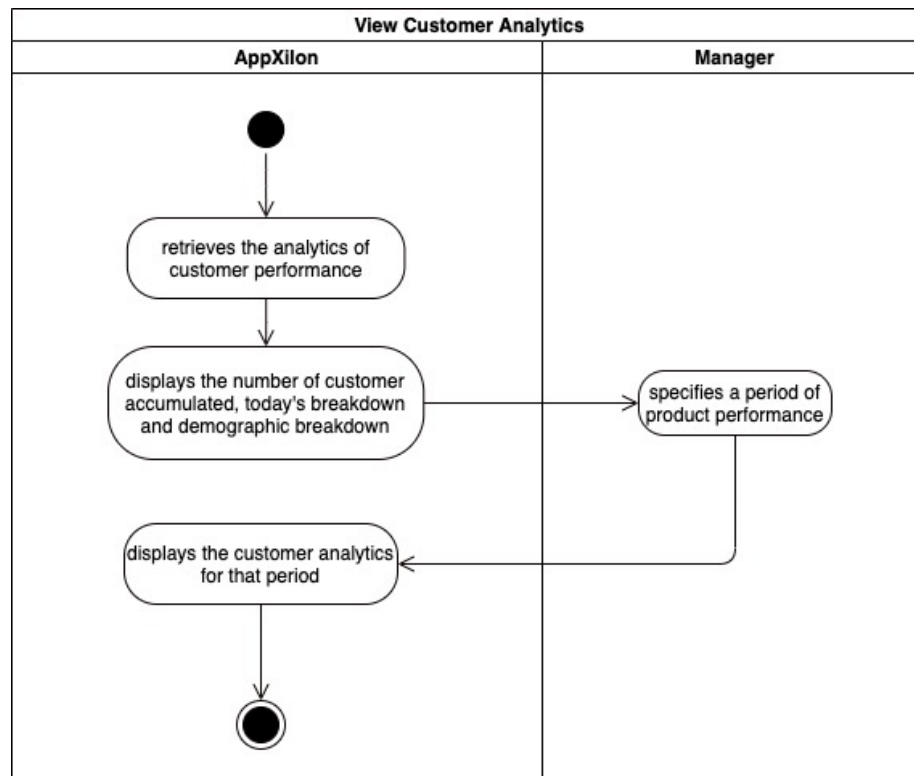 View Customer Analytics
AppXilon
Manager
retrieves the analytics of
customer performance
displays the number of customer
accumulated, today's breakdown
and demographic breakdown
specifies a period of
product performance
displays the customer analytics
for that period